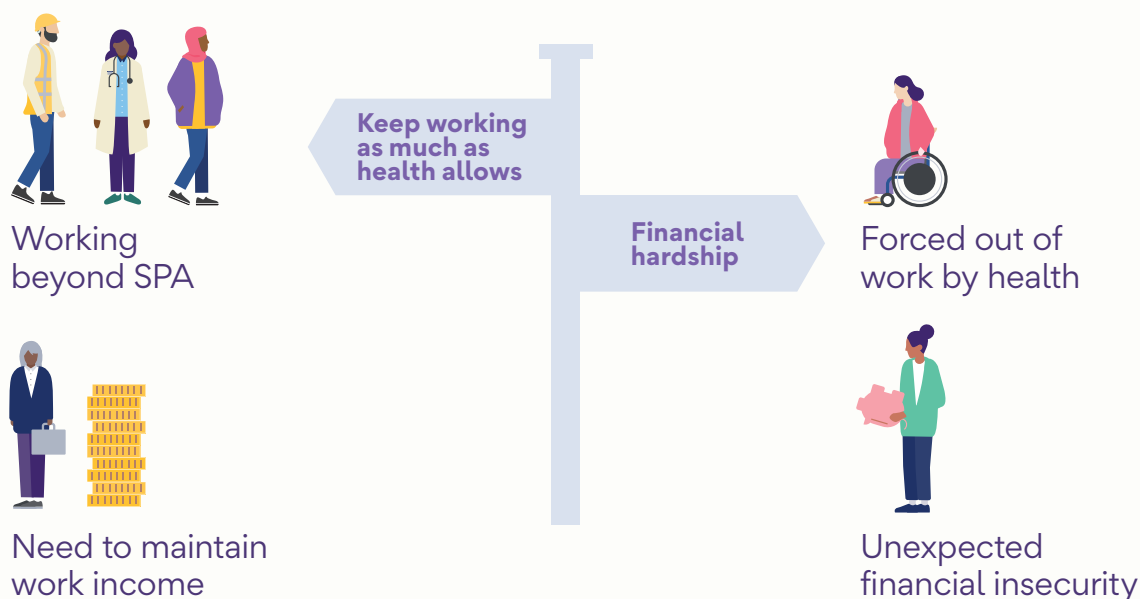 Keep working
as much as
health allows
Financial
hardship
Working
beyond SPA
Forced out of
work by health
Need to maintain
work income
Unexpected
financial insecurity